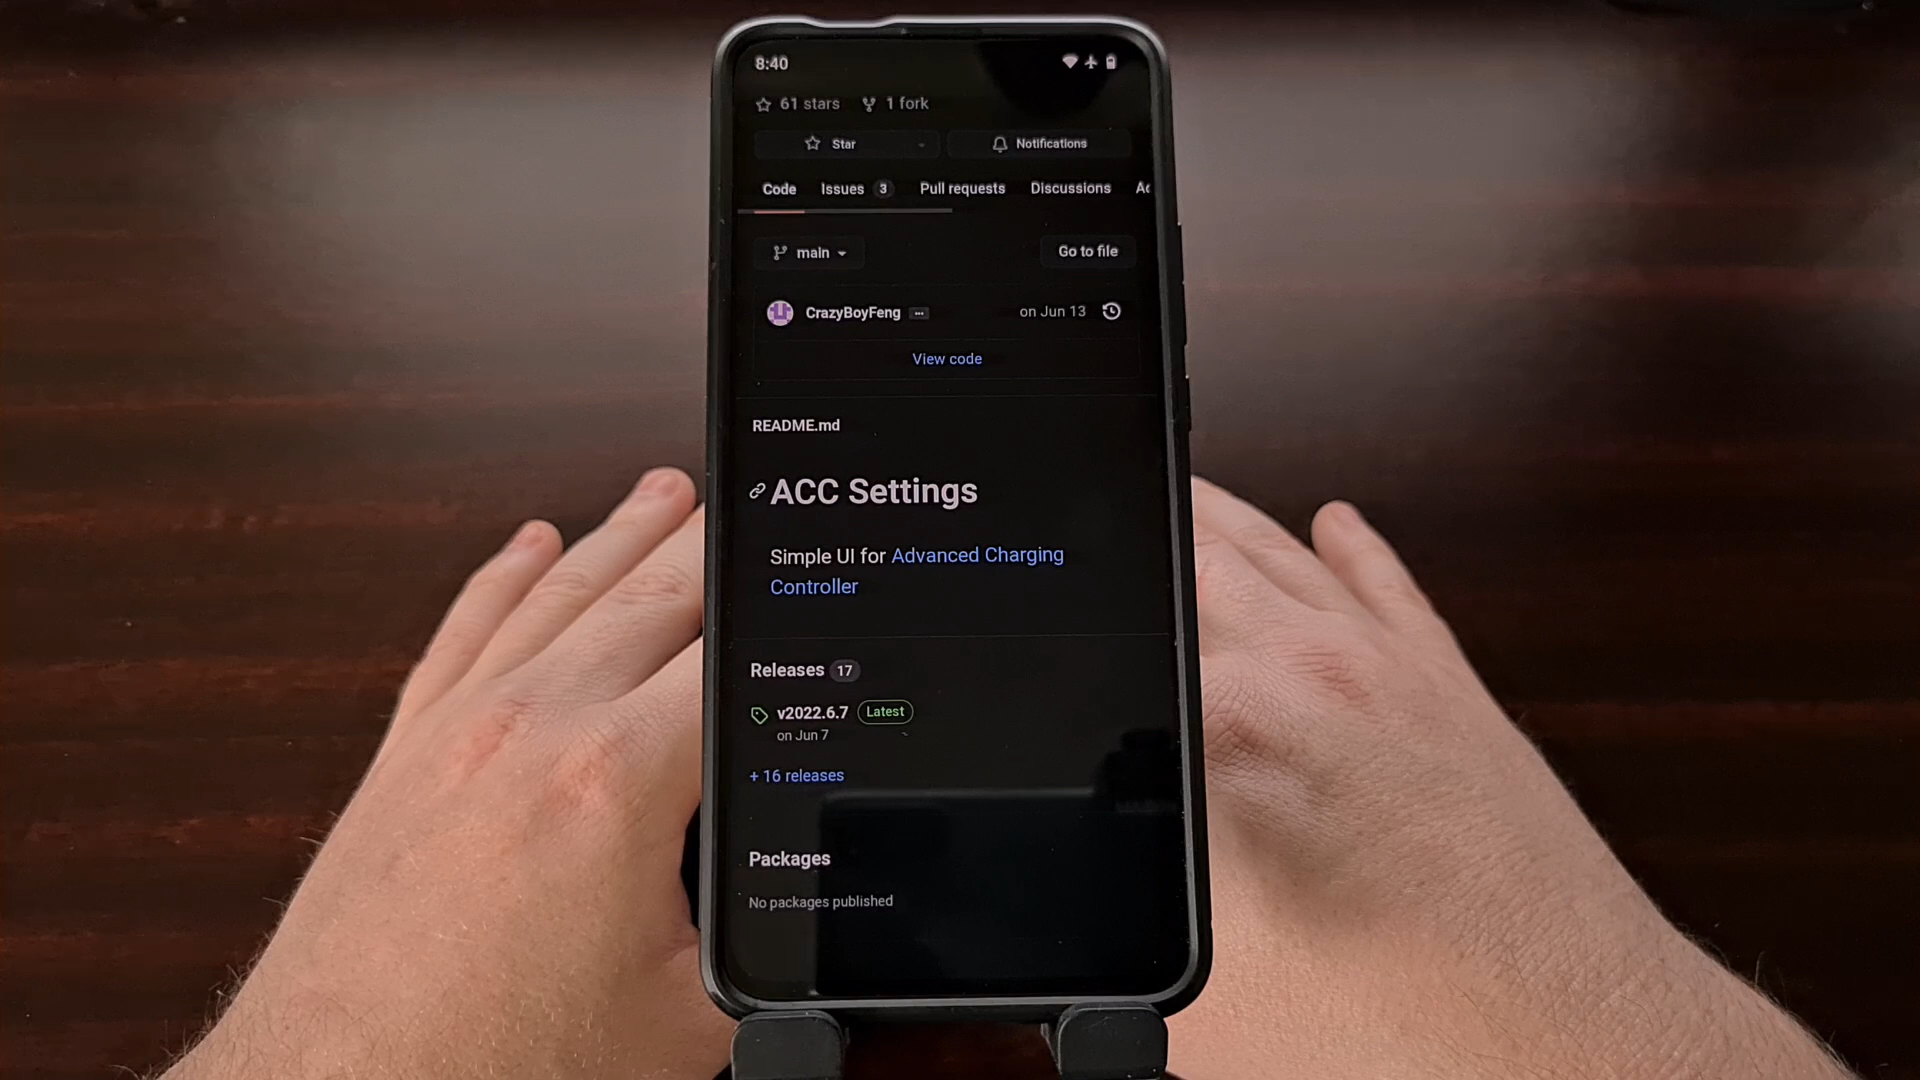 8:40
61 stars 1 fork
Star Notifications
Code Issues 3 Pull requests Discussions Ac
main Go to file
CrazyBoyFeng ... on Jun 13
View code
README.md
ACC Settings
Simple UI for Advanced Charging
Controller
Releases 17
v2022.6.7 Latest
on Jun 7
+ 16 releases
Packages
No packages published